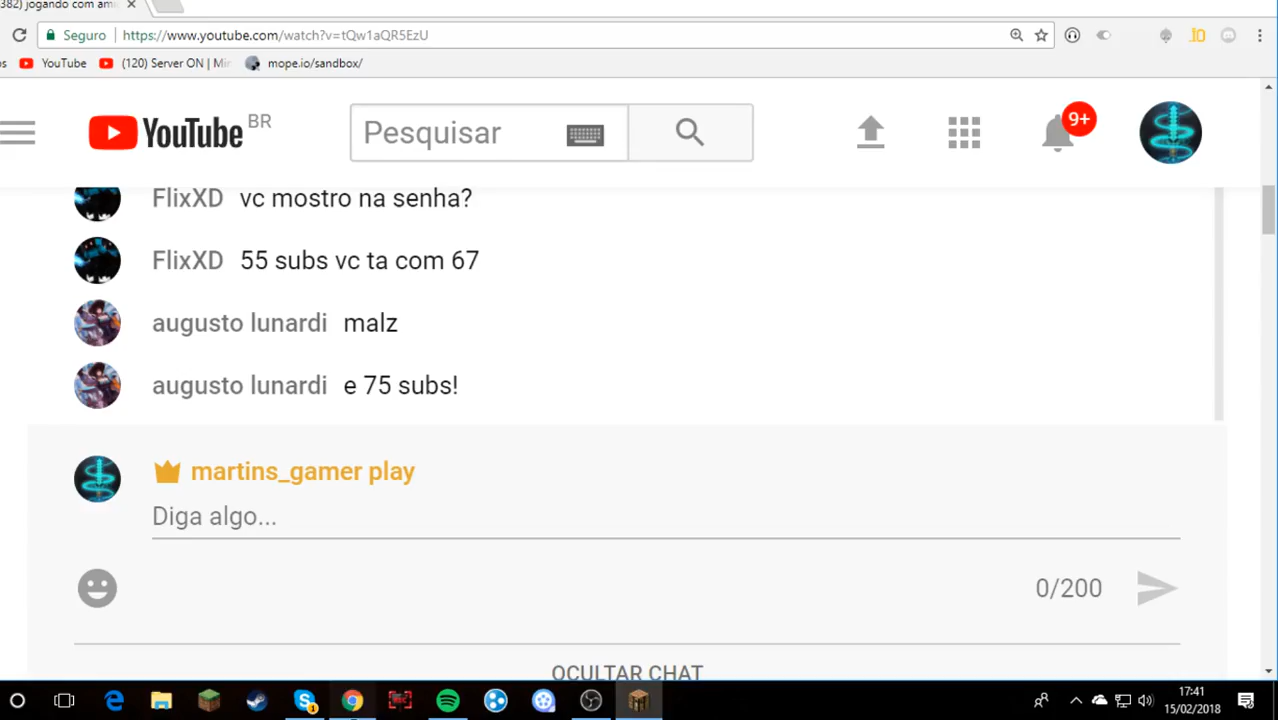 382) jogando com ami
Seguro https://www.youtube.com/watch?v=tQw1aQR5EzU
s YouTube (120) Server ON | Min mope.io/sandbox/
YouTube BR Pesquisar 9+
FlixXD vc mostro na senha?
FlixXD 55 subs vc ta com 67
augusto lunardi malz
augusto lunardi e 75 subs!
martins_gamer play
Diga algo...
0/200
OCULTAR CHAT
17:41
15/02/2018